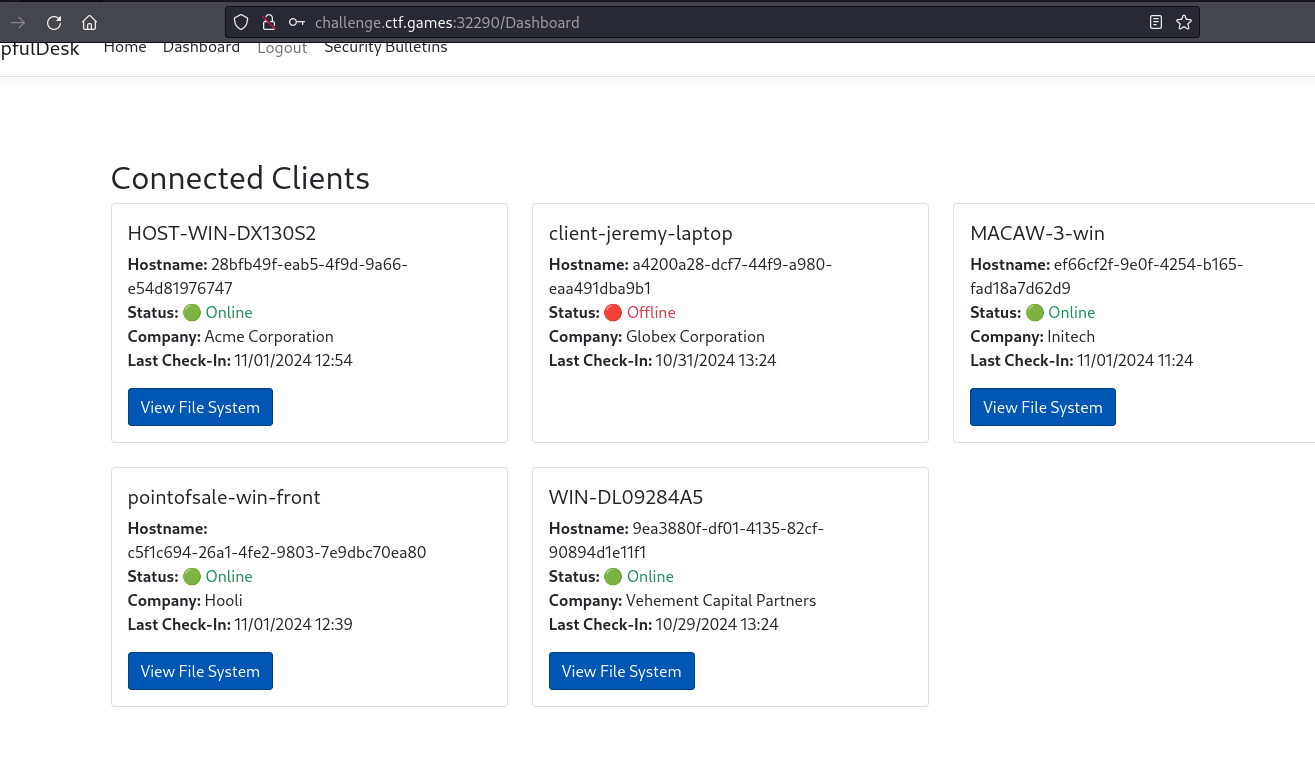 challenge.ctf.games:32290/Dashboard
pfulDesk Home Dashboard Logout Security Bulletins
Connected Clients
HOST-WIN-DX130S2
Hostname: 28bfb49f-eab5-4f9d-9a66-
e54d81976747
Status: Online
Company: Acme Corporation
Last Check-In: 11/01/2024 12:54
View File System
client-jeremy-laptop
Hostname: a4200a28-dcf7-44f9-a980-
eaa491dba9b1
Status: Offline
Company: Globex Corporation
Last Check-In: 10/31/2024 13:24
MACAW-3-win
Hostname: ef66cf2f-9e0f-4254-b165-
fad18a7d62d9
Status: Online
Company: Initech
Last Check-In: 11/01/2024 11:24
View File System
pointofsale-win-front
Hostname:
c5f1c694-26a1-4fe2-9803-7e9dbc70ea80
Status: Online
Company: Hooli
Last Check-In: 11/01/2024 12:39
View File System
WIN-DL09284A5
Hostname: 9ea3880f-df01-4135-82cf-
90894d1e11f1
Status: Online
Company: Vehement Capital Partners
Last Check-In: 10/29/2024 13:24
View File System